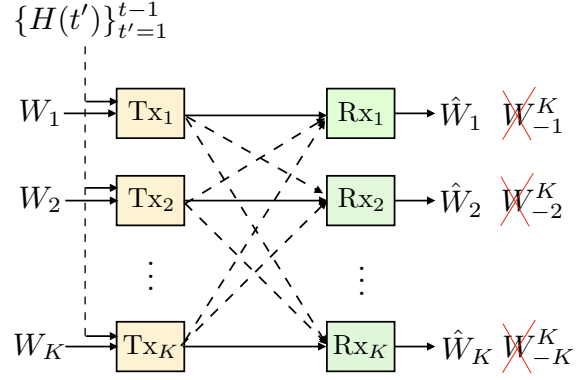 {H(t′)}_{t′=1}^{t−1}
W_1 Tx_1 Rx_1 Ŵ_1 W_{−1}^K
W_2 Tx_2 Rx_2 Ŵ_2 W_{−2}^K
⋮ ⋮
W_K Tx_K Rx_K Ŵ_K W_{−K}^K